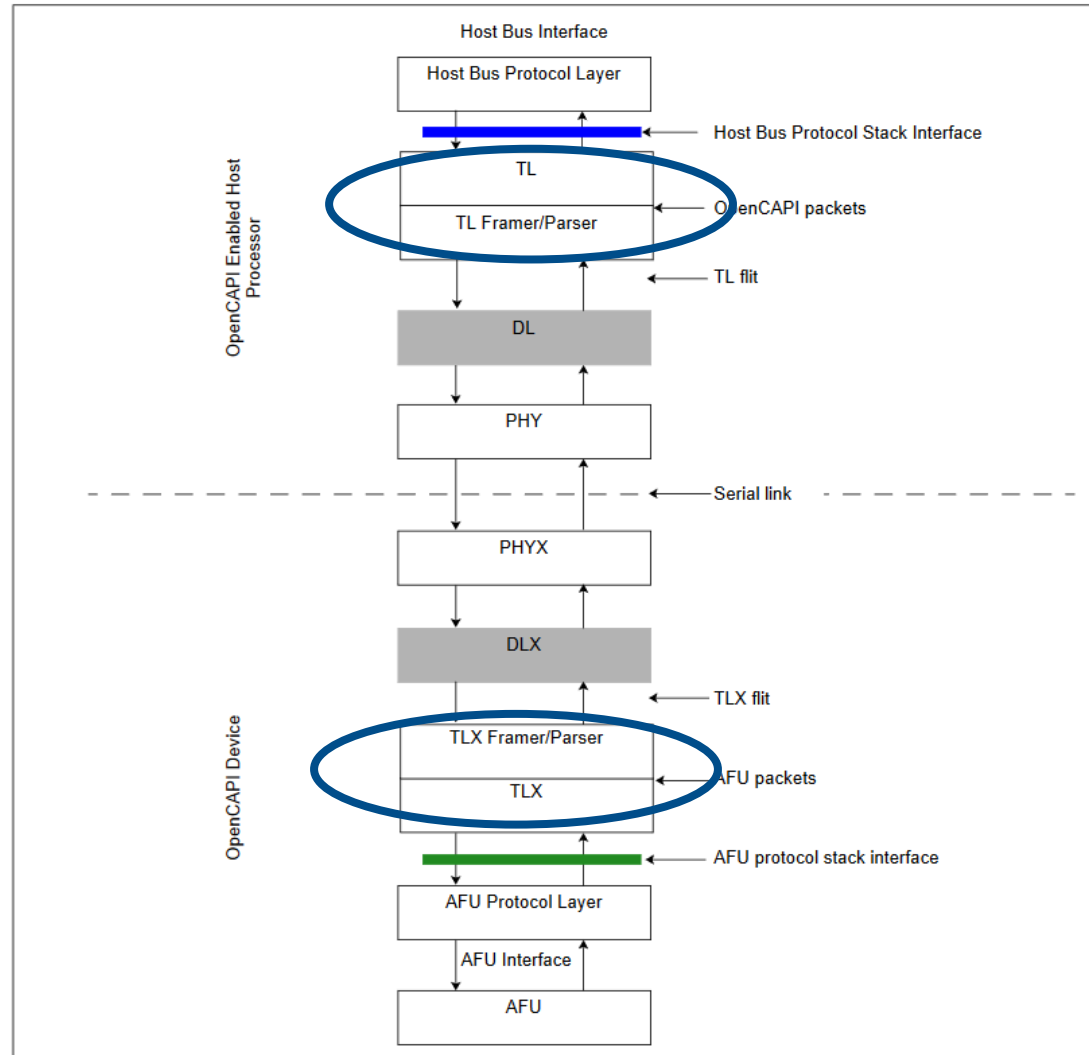 Host Bus Interface
Host Bus Protocol Layer
Host Bus Protocol Stack Interface
TL
OpenCAPI packets
TL Framer/Parser
OpenCAPI Enabled Host
Processor
TL flit
DL
PHY
Serial link
PHYX
DLX
TLX flit
OpenCAPI Device
TLX Framer/Parser
AFU packets
TLX
AFU protocol stack interface
AFU Protocol Layer
AFU Interface
AFU